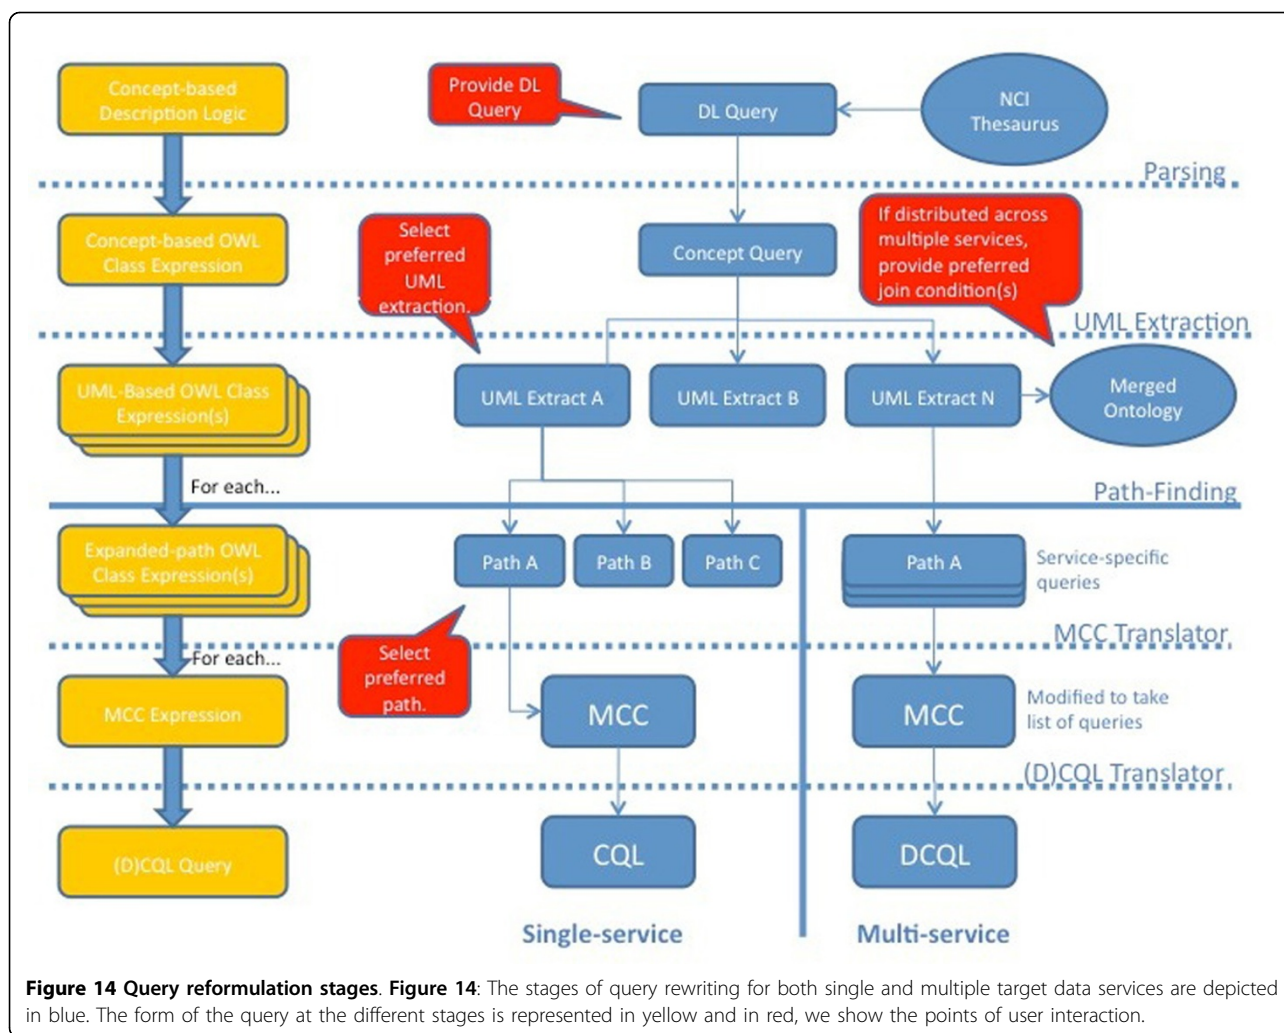 Concept-based
Description Logic
Provide DL
Query
DL Query
NCI
Thesaurus
Parsing
Concept-based OWL
Class Expression
Select
preferred
UML
extraction.
Concept Query
If distributed across
multiple services,
provide preferred
join condition(s)
UML Extraction
UML-Based OWL Class
Expression(s)
UML Extract A
UML Extract B
UML Extract N
Merged
Ontology
For each...
Path-Finding
Expanded-path OWL
Class Expression(s)
Path A
Path B
Path C
Path A
Service-specific
queries
MCC Translator
For each...
Select
preferred
path.
MCC Expression
MCC
MCC
Modified to take
list of queries
(D)CQL Translator
(D)CQL Query
CQL
DCQL
Single-service
Multi-service
Figure 14 Query reformulation stages. Figure 14: The stages of query rewriting for both single and multiple target data services are depicted
in blue. The form of the query at the different stages is represented in yellow and in red, we show the points of user interaction.